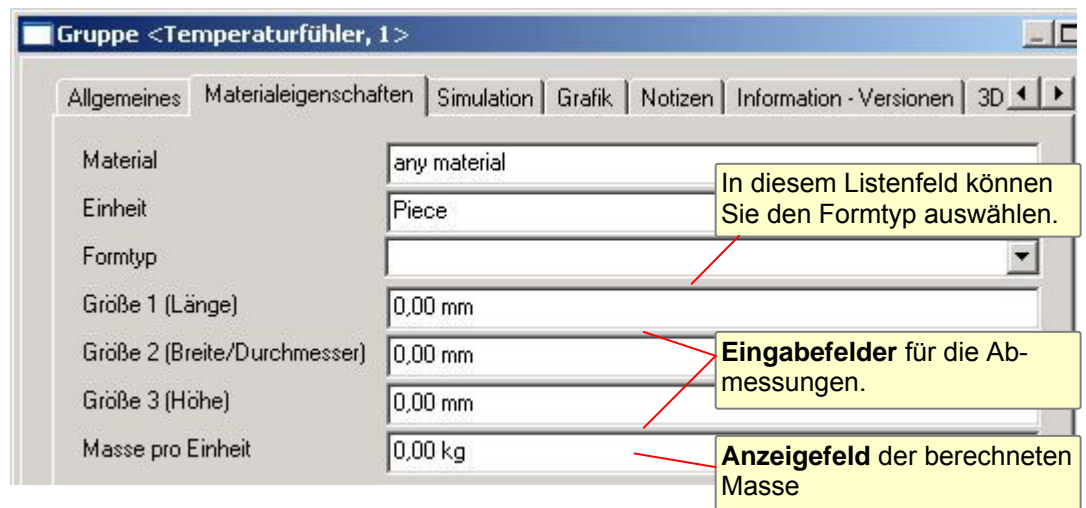 Gruppe <Temperaturfühler, 1>
Allgemeines Materialeigenschaften Simulation Grafik Notizen Information - Versionen 3D
Material any material
In diesem Listenfeld können
Sie den Formtyp auswählen.
Einheit Piece
Formtyp
Größe 1 (Länge) 0,00 mm
Größe 2 (Breite/Durchmesser) 0,00 mm
Eingabefelder für die Ab-
messungen.
Größe 3 (Höhe) 0,00 mm
Masse pro Einheit 0,00 kg
Anzeigefeld der berechneten
Masse